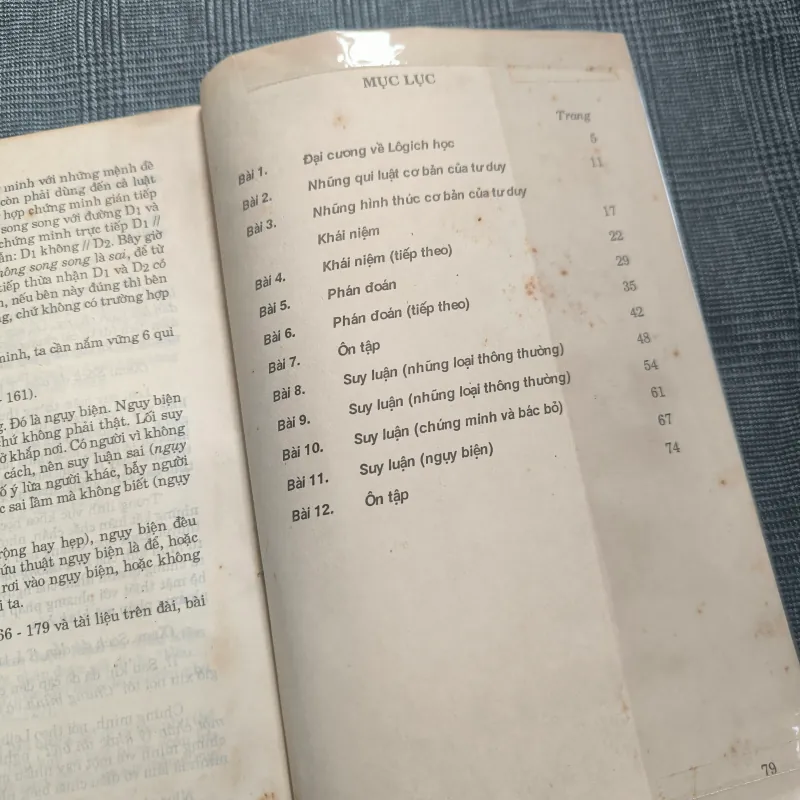 minh với những mệnh đề
còn phải dùng đến cả luật
hợp chứng minh gián tiếp
song song với đường D₁ và
chứng minh trực tiếp D₁ //
D₁ không // D₂. Bây giờ
không song song là sai, để từ
tiếp thừa nhận D₁ và D₂ có
nếu bên này đúng thì bên
chứ không có trường hợp
minh, ta cần nắm vững 6 qui
161).
Đó là ngụy biện. Ngụy biện
chứ không phải thật. Lối suy
ở khắp nơi. Có người vì không
cách, nên suy luận sai (ngụy
ố ý lừa người khác, bẫy người
sai lầm mà không biết (ngụy
rộng hay hẹp), ngụy biện đều
cứu thuật ngụy biện là để, hoặc
rơi vào ngụy biện, hoặc không
ta.
66 - 179 và tài liệu trên đài, bài
MỤC LỤC
Trang
Bài 1. Đại cương về Lôgich học 5
Bài 2. Những qui luật cơ bản của tư duy 11
Bài 3. Những hình thức cơ bản của tư duy
Khái niệm 17
Bài 4. Khái niệm (tiếp theo) 22
Bài 5. Phán đoán 29
Bài 6. Phán đoán (tiếp theo) 35
Bài 7. Ôn tập 42
Bài 8. Suy luận (những loại thông thường) 48
Bài 9. Suy luận (những loại thông thường) 54
Bài 10. Suy luận (chứng minh và bác bỏ) 61
Bài 11. Suy luận (ngụy biện) 67
Bài 12. Ôn tập 74
79